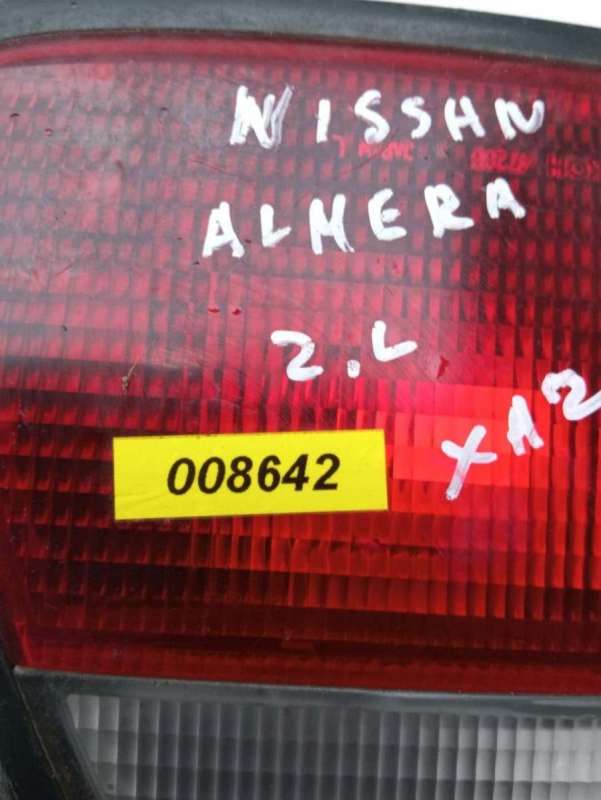 NISSAN
ALMERA
2.L
XA2
008642